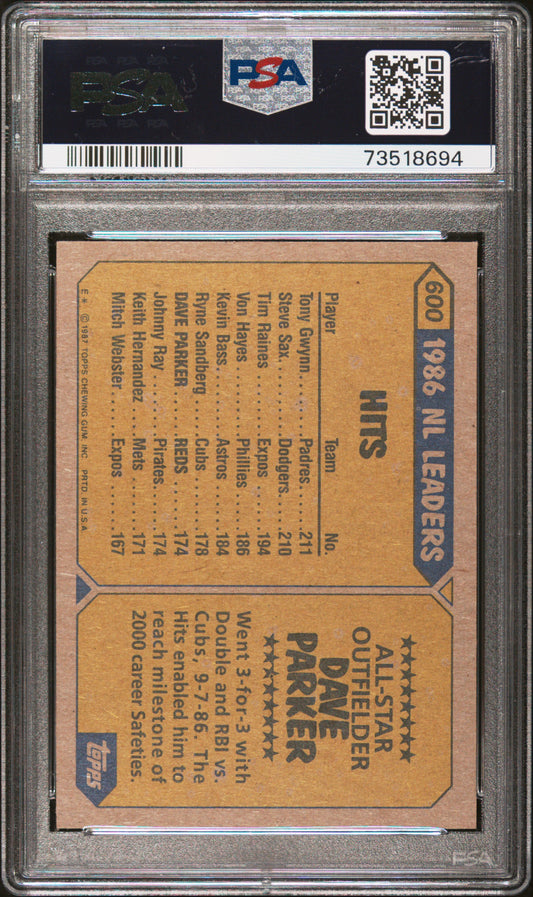 PSA
PSA
73518694
600 1986 NL LEADERS
HITS
Player Team No.
Tony Gwynn..... Padres..... 211
Steve Sax....... Dodgers.... 210
Tim Raines...... Expos...... 194
Von Hayes....... Phillies.... 186
Kevin Bass....... Astros...... 184
Ryne Sandberg.... Cubs....... 178
DAVE PARKER..... REDS...... 174
Johnny Ray...... Pirates..... 174
Keith Hernandez... Mets...... 171
Mitch Webster.... Expos...... 167
E * © 1987 TOPPS CHEWING GUM, INC. PRTD. IN U.S.A.
ALL-STAR
OUTFIELDER
DAVE
PARKER
Went 3-for-3 with
Double and RBI vs.
Cubs, 9-7-86. The
Hits enabled him to
reach milestone of
2000 career Safeties.
topps
PSA